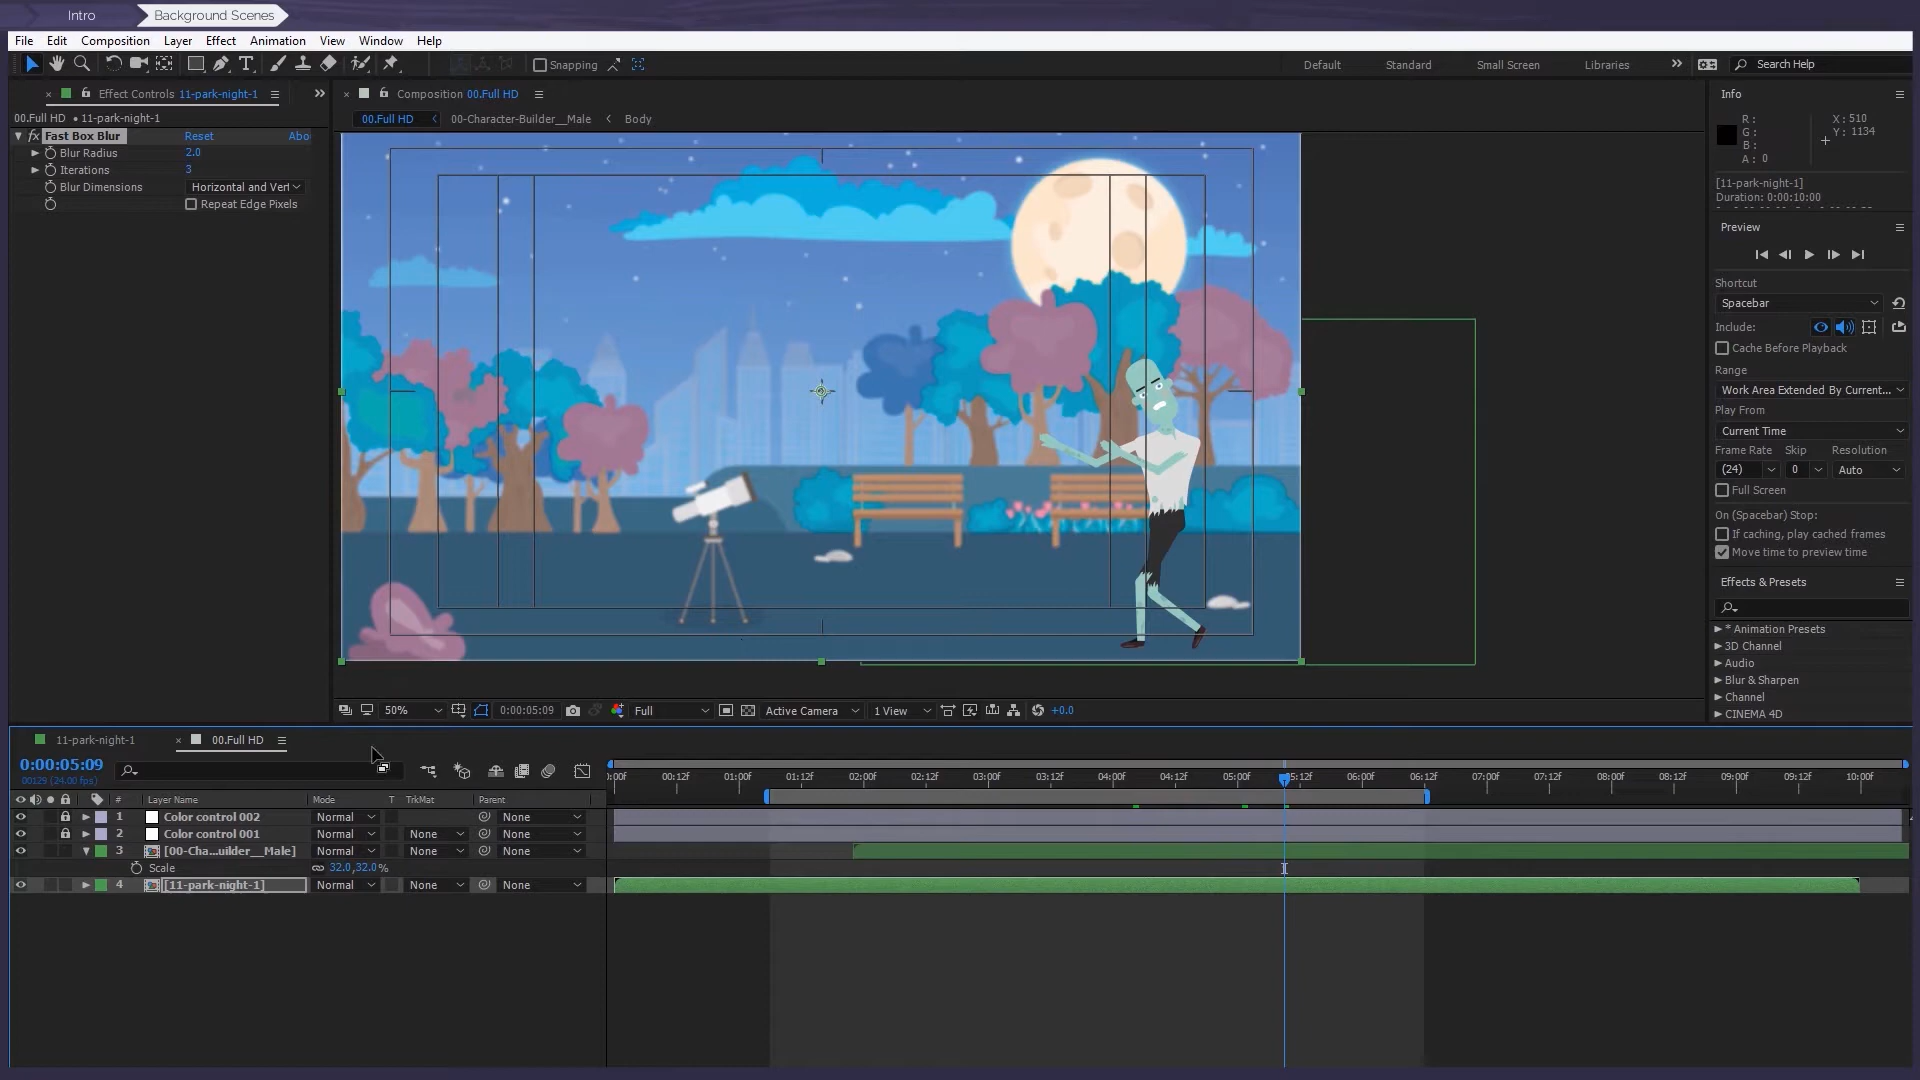 Intro
Background Scenes
File Edit Composition Layer Effect Animation View Window Help
Snapping
Default Standard Small Screen Libraries » Search Help
Effect Controls 11-park-night-1
00.Full HD • 11-park-night-1
fx Fast Box Blur Reset Abo
Blur Radius 2.0
Iterations 3
Blur Dimensions Horizontal and Vert
Repeat Edge Pixels
Composition 00.Full HD
00.Full HD 00-Character-Builder__Male Body
50% 0:00:05:09 Full Active Camera 1 View +0.0
Info
R:
G:
B:
A: 0
X: 510
Y: 1134
[11-park-night-1]
Duration: 0:00:10:00
Preview
Shortcut
Spacebar
Include:
Cache Before Playback
Range
Work Area Extended By Current...
Play From
Current Time
Frame Rate Skip Resolution
(24) 0 Auto
Full Screen
On (Spacebar) Stop:
If caching, play cached frames
Move time to preview time
Effects & Presets
* Animation Presets
3D Channel
Audio
Blur & Sharpen
Channel
CINEMA 4D
11-park-night-1 00.Full HD
0:00:05:09
00129 (24.00 fps)
:00f 00:12f 01:00f 01:12f 02:00f 02:12f 03:00f 03:12f 04:00f 04:12f 05:00f 05:12f 06:00f 06:12f 07:00f 07:12f 08:00f 08:12f 09:00f 09:12f 10:00f
# Layer Name Mode T TrkMat Parent
1 Color control 002 Normal None
2 Color control 001 Normal None None
3 [00-Cha...uilder__Male] Normal None None
Scale 32.0,32.0%
4 [11-park-night-1] Normal None None